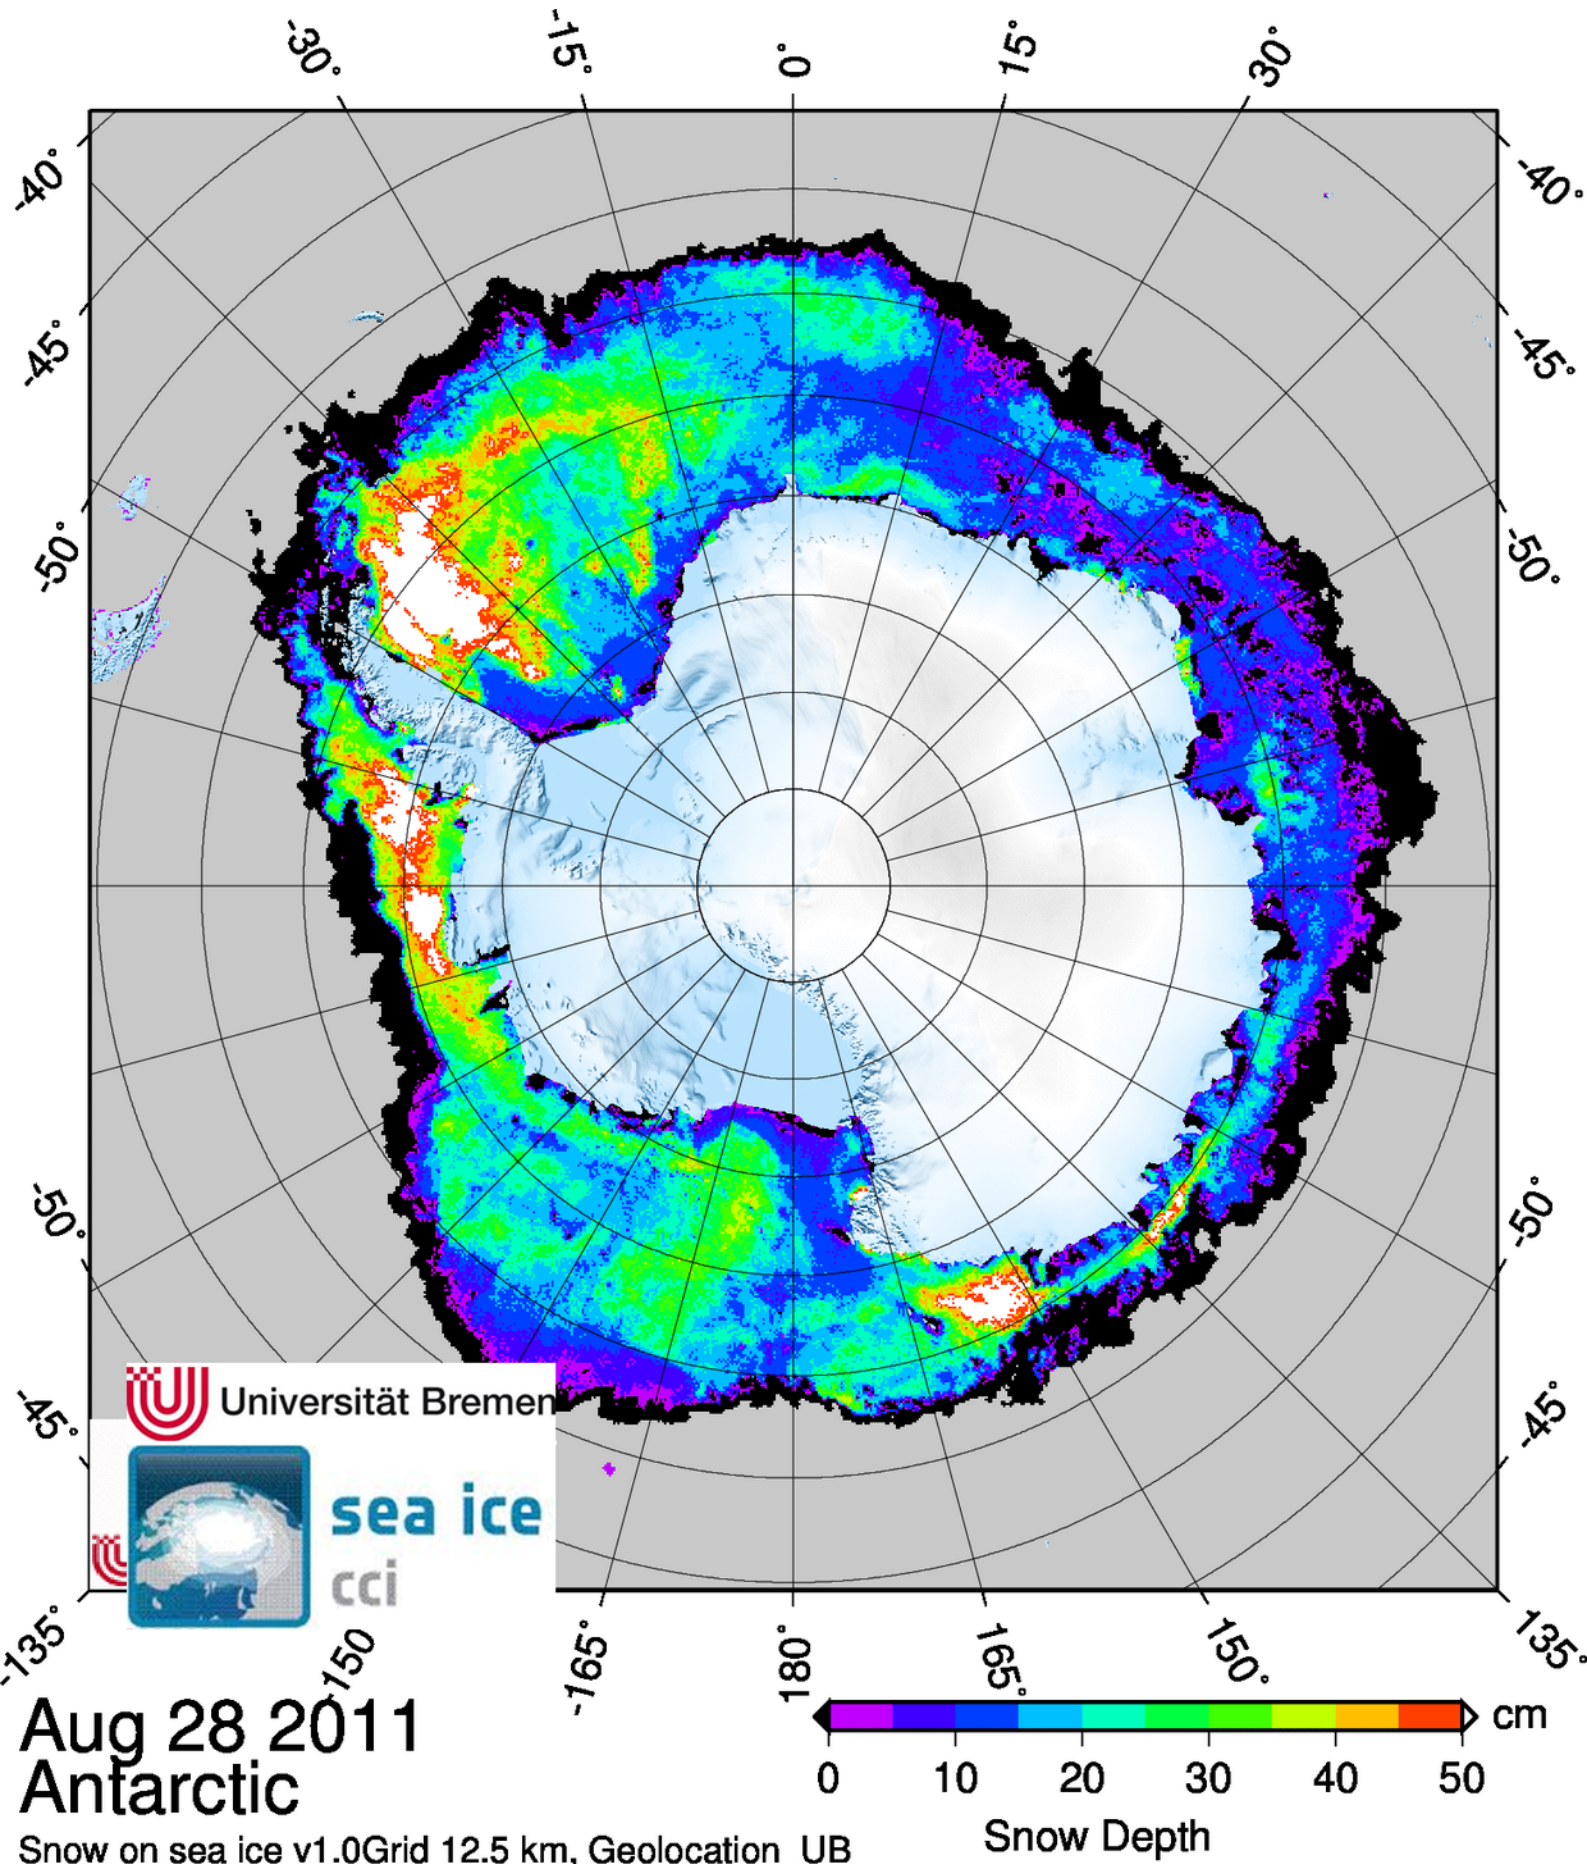 -30° -15° 0° 15° 30°
-40° -40°
-45° -45°
-50° -50°
-50° -50°
-45° -45°
Universität Bremen
sea ice
cci
-135° -150 -165° 180° 165° 150° 135°
Aug 28 2011
Antarctic
Snow on sea ice v1.0Grid 12.5 km, Geolocation UB
cm
0 10 20 30 40 50
Snow Depth